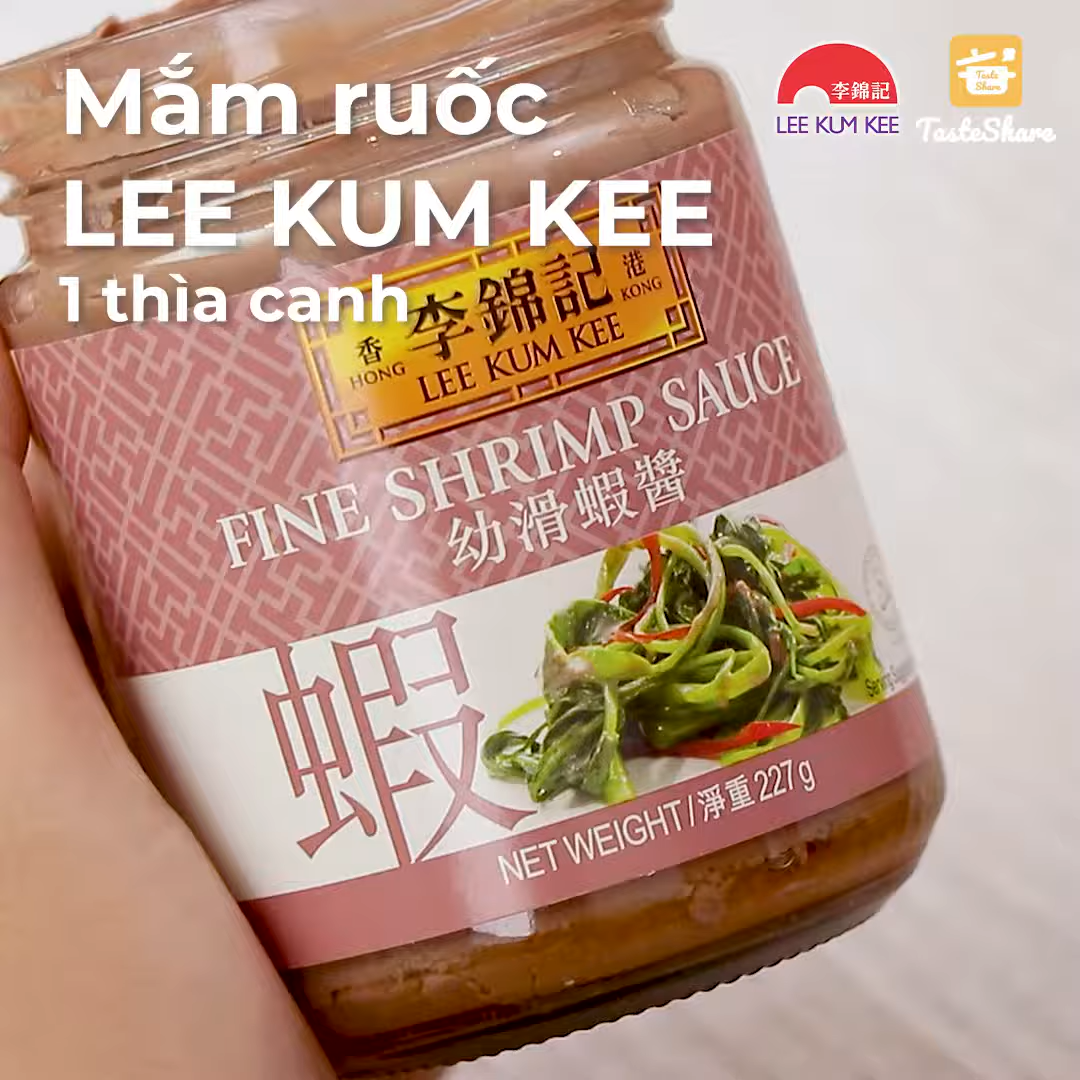 Mắm ruốc
LEE KUM KEE
1 thìa canh
李錦記
LEE KUM KEE
Taste
Share
TasteShare
香 李錦記 港
HONG LEE KUM KEE KONG
FINE SHRIMP SAUCE
幼滑蝦醬
蝦
NET WEIGHT/淨重 227g